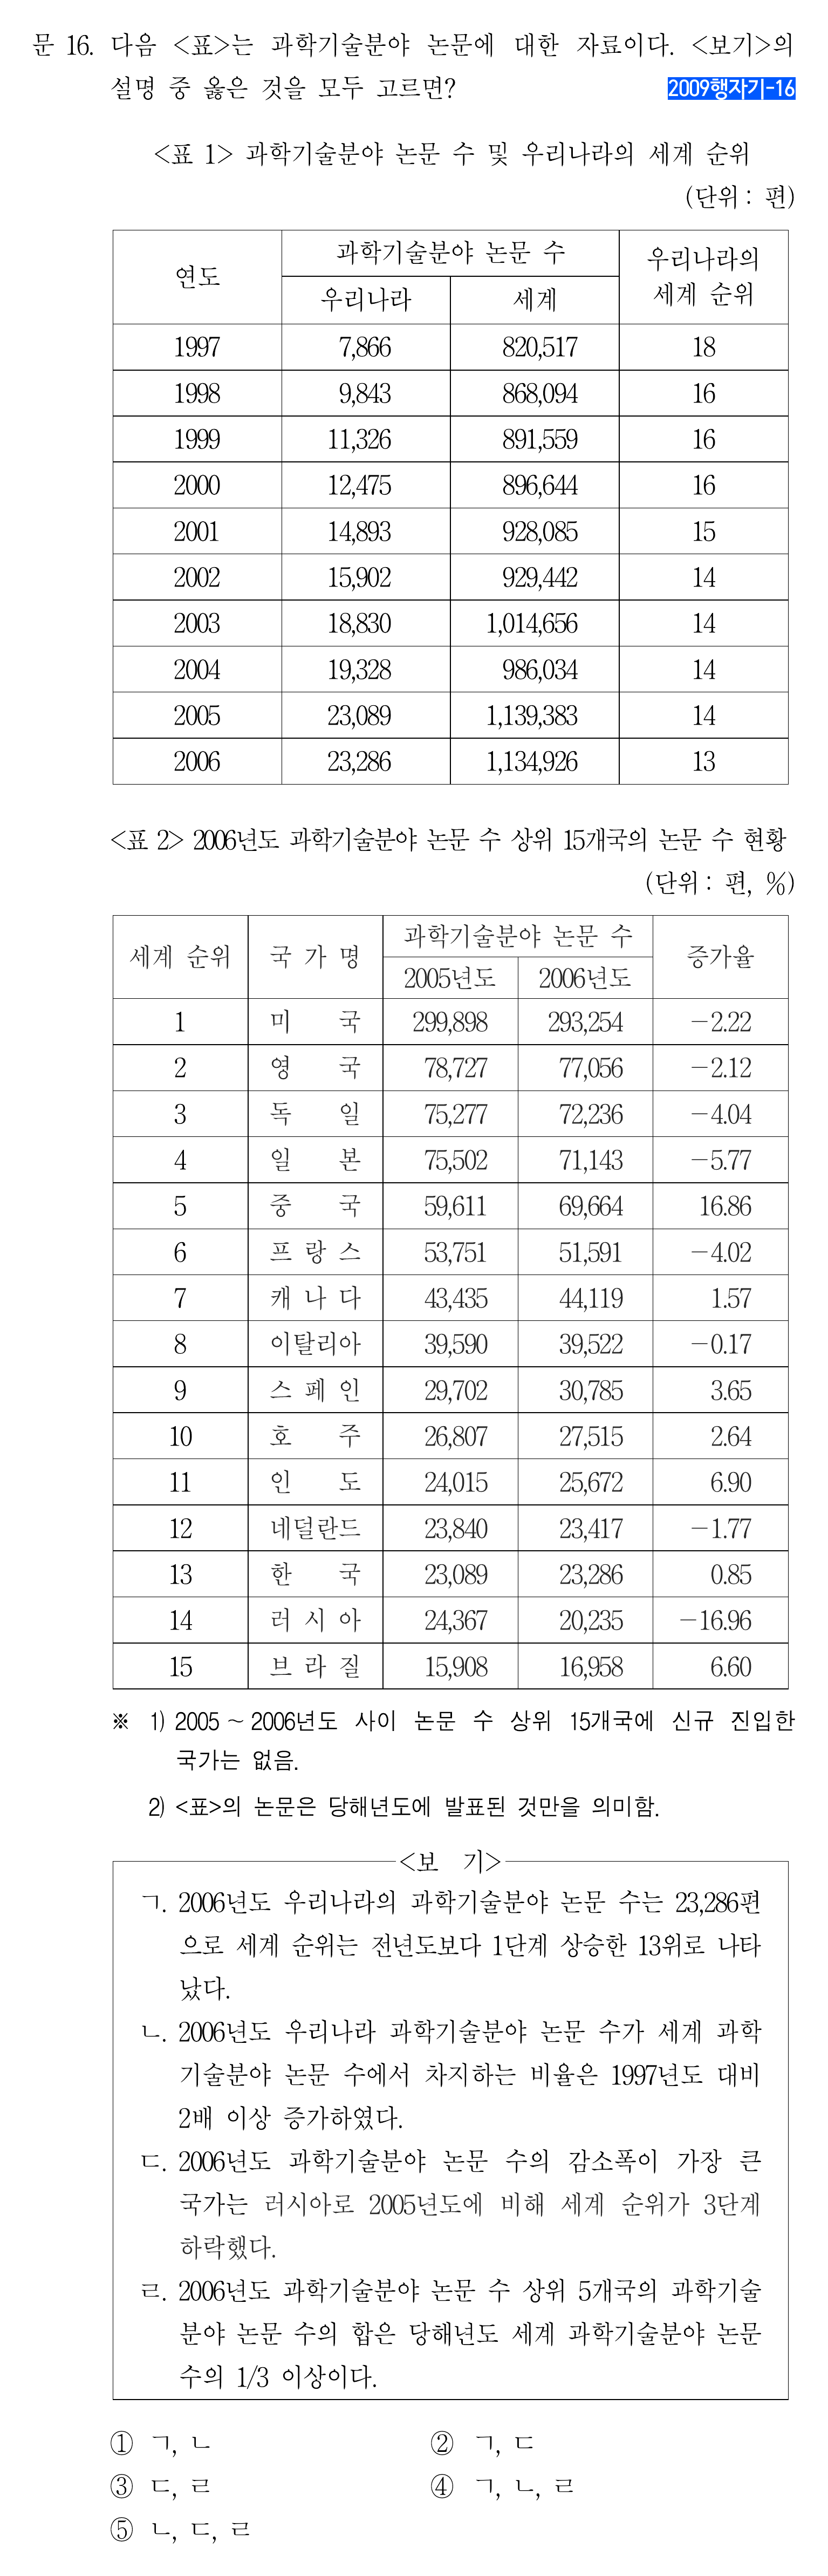 문 16. 다음 <표>는 과학기술분야 논문에 대한 자료이다. <보기>의
설명 중 옳은 것을 모두 고르면?
2009행자기-16
<표 1> 과학기술분야 논문 수 및 우리나라의 세계 순위
(단위 : 편)
연도 과학기술분야 논문 수 우리나라의 세계 순위
우리나라 세계
1997 7,866 820,517 18
1998 9,843 868,094 16
1999 11,326 891,559 16
2000 12,475 896,644 16
2001 14,893 928,085 15
2002 15,902 929,442 14
2003 18,830 1,014,656 14
2004 19,328 986,034 14
2005 23,089 1,139,383 14
2006 23,286 1,134,926 13
<표 2> 2006년도 과학기술분야 논문 수 상위 15개국의 논문 수 현황
(단위 : 편, %)
세계 순위 국 가 명 과학기술분야 논문 수 증가율
2005년도 2006년도
1 미 국 299,898 293,254 -2.22
2 영 국 78,727 77,056 -2.12
3 독 일 75,277 72,236 -4.04
4 일 본 75,502 71,143 -5.77
5 중 국 59,611 69,664 16.86
6 프 랑 스 53,751 51,591 -4.02
7 캐 나 다 43,435 44,119 1.57
8 이탈리아 39,590 39,522 -0.17
9 스 페 인 29,702 30,785 3.65
10 호 주 26,807 27,515 2.64
11 인 도 24,015 25,672 6.90
12 네덜란드 23,840 23,417 -1.77
13 한 국 23,089 23,286 0.85
14 러 시 아 24,367 20,235 -16.96
15 브 라 질 15,908 16,958 6.60
※ 1) 2005 ~ 2006년도 사이 논문 수 상위 15개국에 신규 진입한
국가는 없음.
2) <표>의 논문은 당해년도에 발표된 것만을 의미함.
<보 기>
ㄱ. 2006년도 우리나라의 과학기술분야 논문 수는 23,286편
으로 세계 순위는 전년도보다 1단계 상승한 13위로 나타
났다.
ㄴ. 2006년도 우리나라 과학기술분야 논문 수가 세계 과학
기술분야 논문 수에서 차지하는 비율은 1997년도 대비
2배 이상 증가하였다.
ㄷ. 2006년도 과학기술분야 논문 수의 감소폭이 가장 큰
국가는 러시아로 2005년도에 비해 세계 순위가 3단계
하락했다.
ㄹ. 2006년도 과학기술분야 논문 수 상위 5개국의 과학기술
분야 논문 수의 합은 당해년도 세계 과학기술분야 논문
수의 1/3 이상이다.
① ㄱ, ㄴ ② ㄱ, ㄷ
③ ㄷ, ㄹ ④ ㄱ, ㄴ, ㄹ
⑤ ㄴ, ㄷ, ㄹ